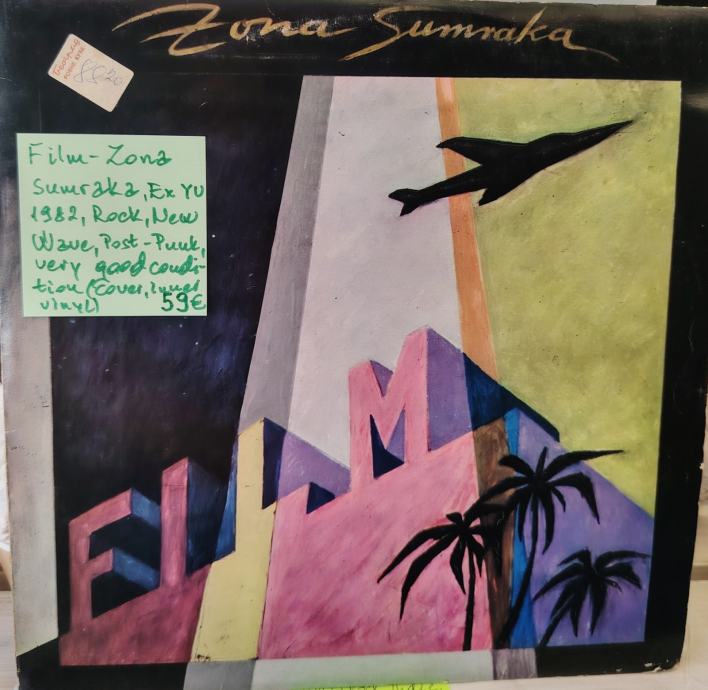 Zona Sumraka
8520
Film-Zona
Sumraka, Ex YU
1982, Rock, New
Wave, Post-Punk,
very good condi-
tion (Cover, inner
vinyl) 59€
FILM